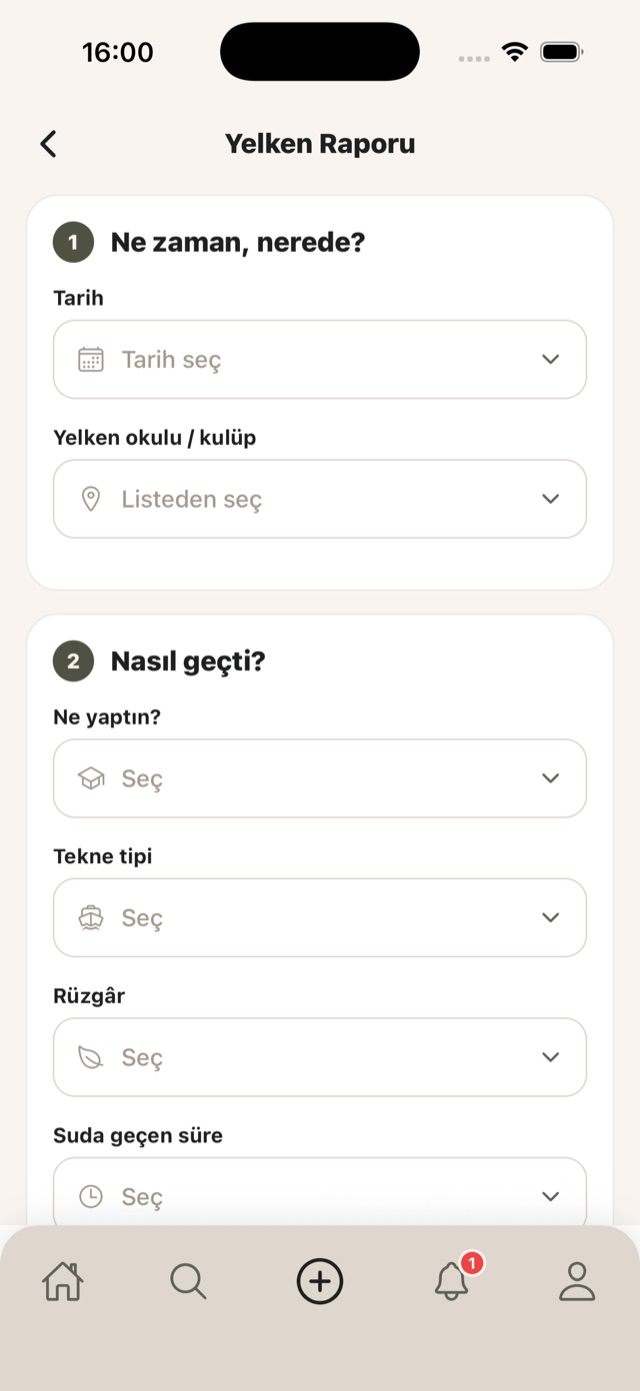 16:00
Yelken Raporu
1 Ne zaman, nerede?
Tarih
Tarih seç
Yelken okulu / kulüp
Listeden seç
2 Nasıl geçti?
Ne yaptın?
Seç
Tekne tipi
Seç
Rüzgâr
Seç
Suda geçen süre
Seç
1